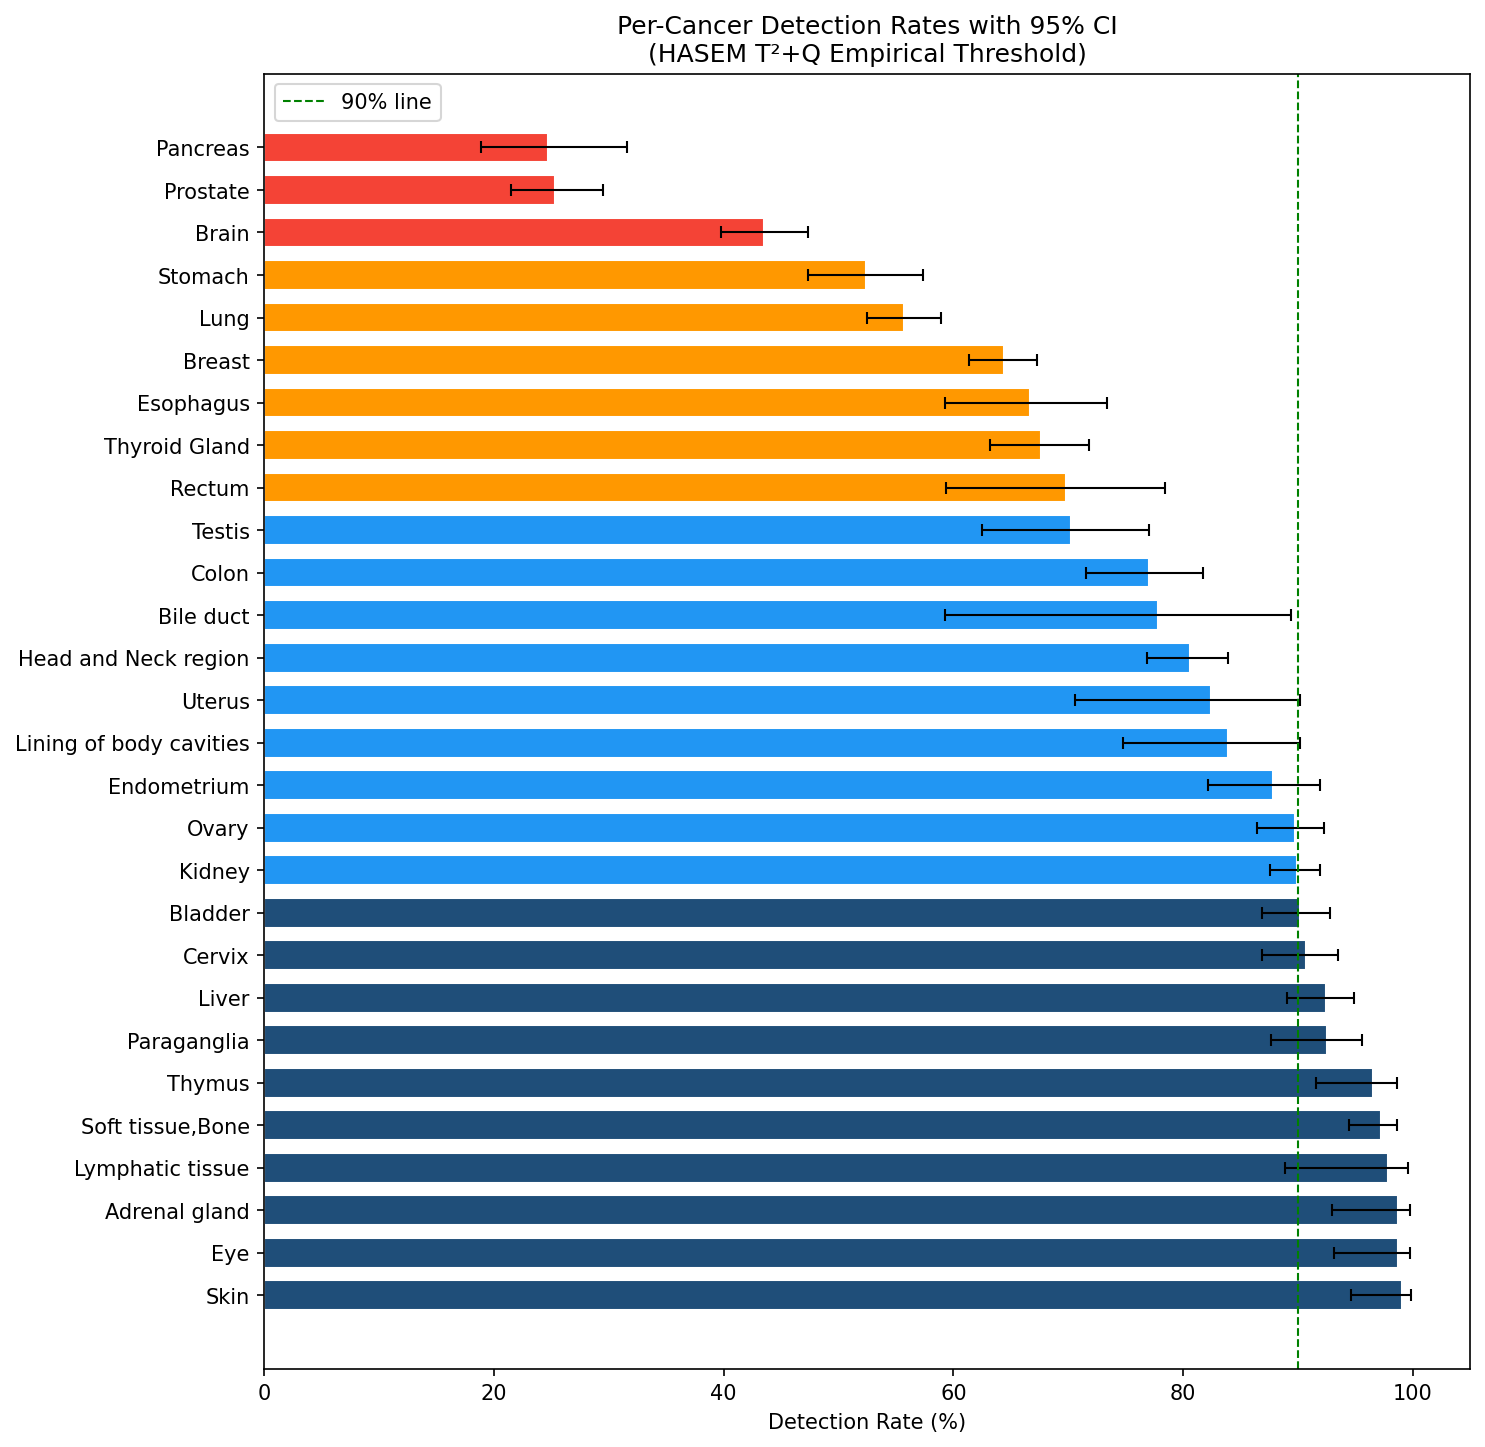 Per-Cancer Detection Rates with 95% CI
(HASEM T²+Q Empirical Threshold)
90% line
Pancreas
Prostate
Brain
Stomach
Lung
Breast
Esophagus
Thyroid Gland
Rectum
Testis
Colon
Bile duct
Head and Neck region
Uterus
Lining of body cavities
Endometrium
Ovary
Kidney
Bladder
Cervix
Liver
Paraganglia
Thymus
Soft tissue,Bone
Lymphatic tissue
Adrenal gland
Eye
Skin
0 20 40 60 80 100
Detection Rate (%)